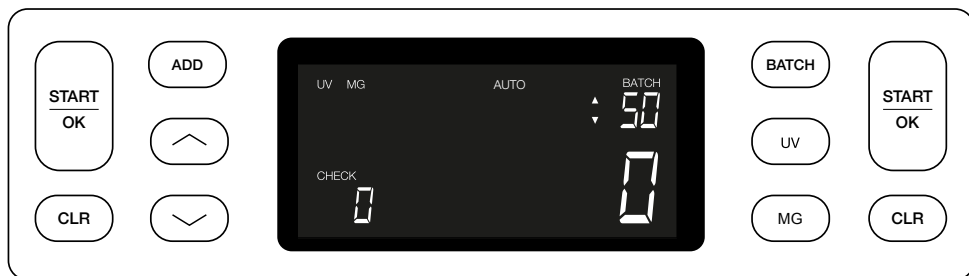 START
OK
ADD
CLR
UV MG AUTO BATCH
50
CHECK
0
0
BATCH
UV
MG
START
OK
CLR